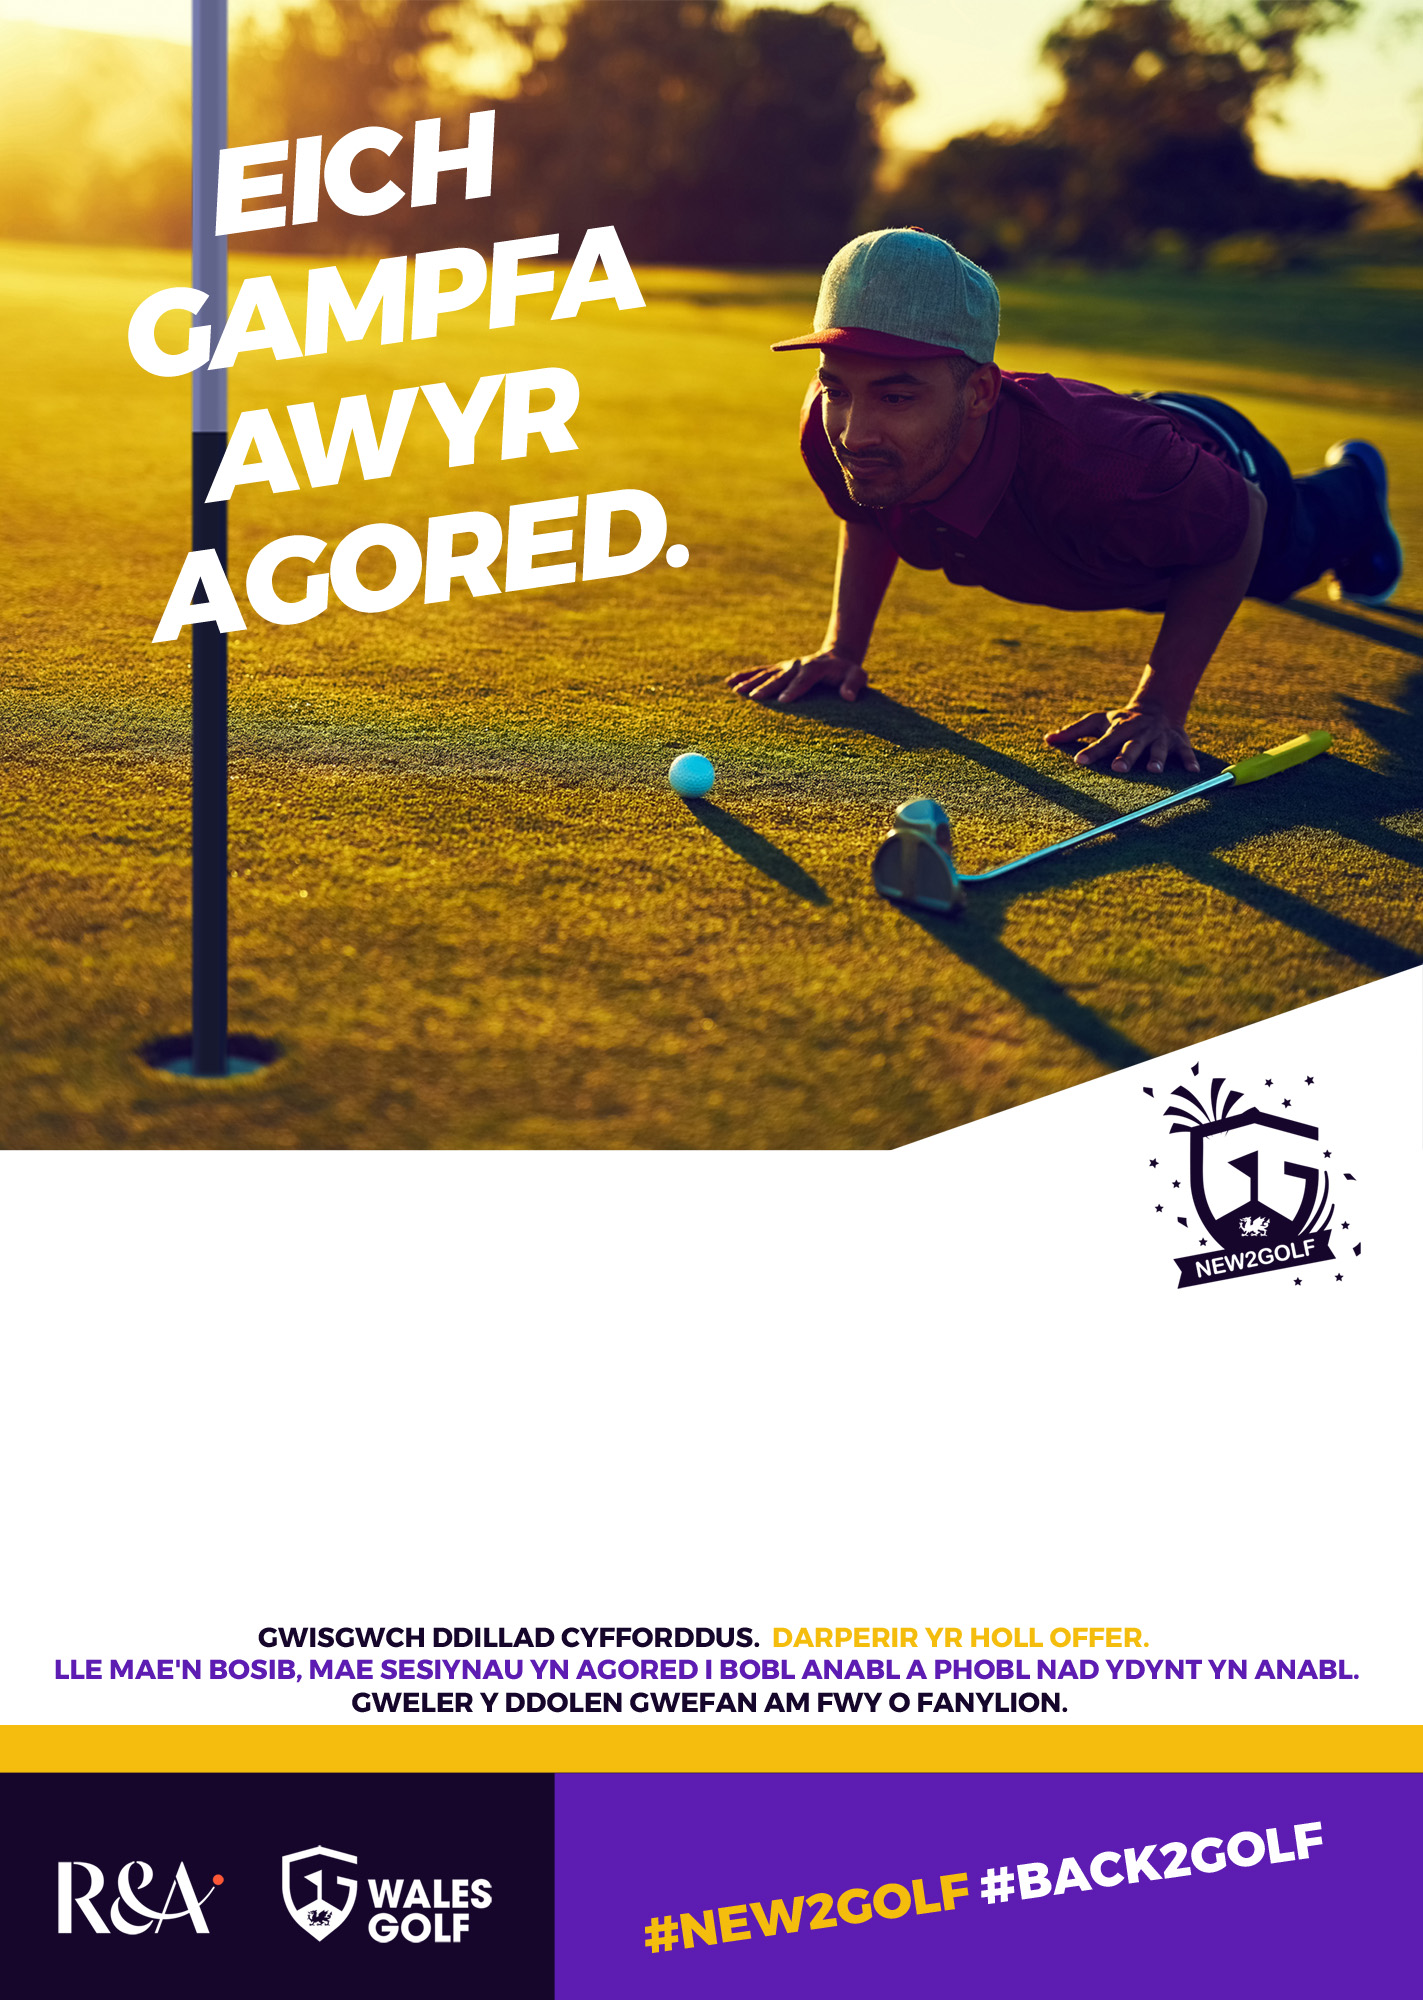 EICH
GAMPFA
AWYR
AGORED.
NEW2GOLF
GWISGWCH DDILLAD CYFFORDDUS. DARPERIR YR HOLL OFFER.
LLE MAE'N BOSIB, MAE SESIYNAU YN AGORED I BOBL ANABL A PHOBL NAD YDYNT YN ANABL.
GWELER Y DDOLEN GWEFAN AM FWY O FANYLION.
R&A
WALES
GOLF
#NEW2GOLF #BACK2GOLF